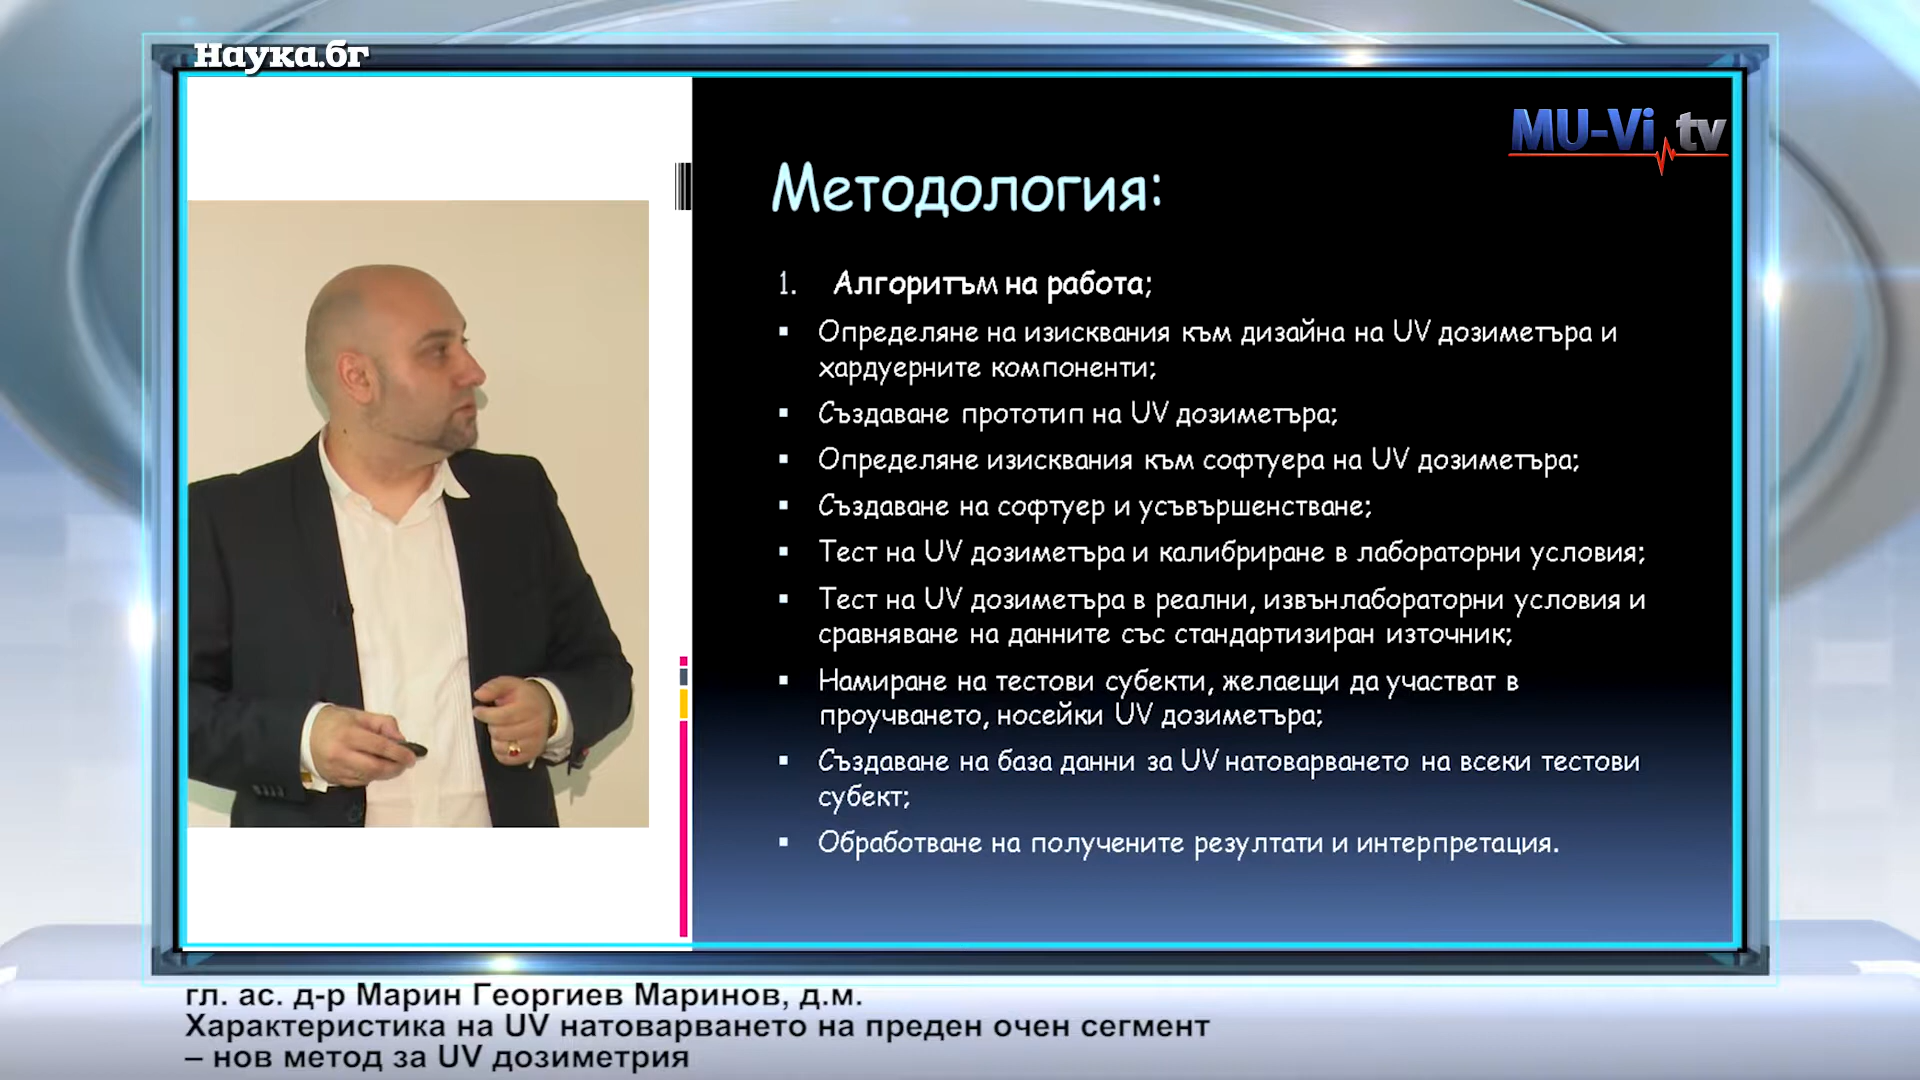 Наука.бг
MU-Vi.tv
Методология:
1. Алгоритъм на работа;
▪ Определяне на изисквания към дизайна на UV дозиметъра и
хардуерните компоненти;
▪ Създаване прототип на UV дозиметъра;
▪ Определяне изисквания към софтуера на UV дозиметъра;
▪ Създаване на софтуер и усъвършенстване;
▪ Тест на UV дозиметъра и калибриране в лабораторни условия;
▪ Тест на UV дозиметъра в реални, извънлабораторни условия и
сравняване на данните със стандартизиран източник;
▪ Намиране на тестови субекти, желаещи да участват в
проучването, носейки UV дозиметъра;
▪ Създаване на база данни за UV натоварването на всеки тестови
субект;
▪ Обработване на получените резултати и интерпретация.
гл. ас. д-р Марин Георгиев Маринов, д.м.
Характеристика на UV натоварването на преден очен сегмент
– нов метод за UV дозиметрия